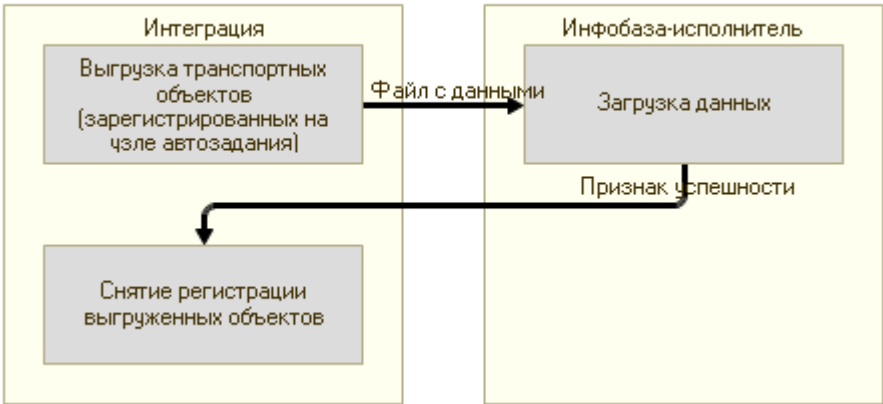 Интеграция
Выгрузка транспортных
объектов
(зарегистрированных на
узле автозадания)
Файл с данными
Инфобаза-исполнитель
Загрузка данных
Признак успешности
Снятие регистрации
выгруженных объектов